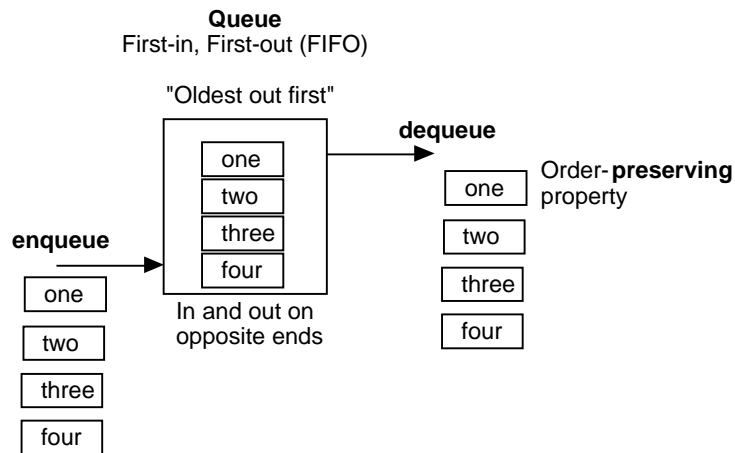 Queue
First-in, First-out (FIFO)
"Oldest out first"
dequeue
one
two
three
four
one
Order-preserving
property
two
three
four
enqueue
one
two
three
four
In and out on
opposite ends